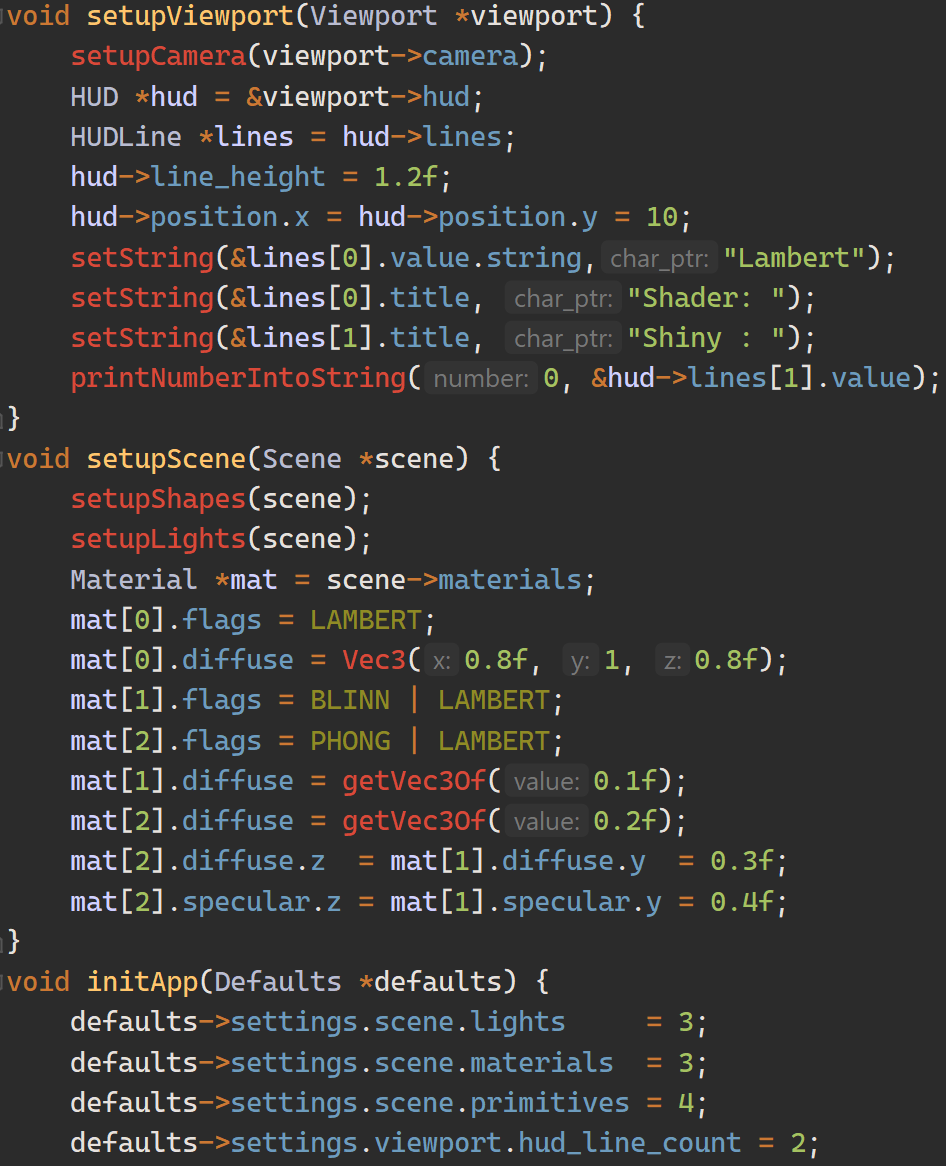 void setupViewport(Viewport *viewport) {
    setupCamera(viewport->camera);
    HUD *hud = &viewport->hud;
    HUDLine *lines = hud->lines;
    hud->line_height = 1.2f;
    hud->position.x = hud->position.y = 10;
    setString(&lines[0].value.string, char_ptr: "Lambert");
    setString(&lines[0].title, char_ptr: "Shader: ");
    setString(&lines[1].title, char_ptr: "Shiny : ");
    printNumberIntoString( number: 0, &hud->lines[1].value);
}
void setupScene(Scene *scene) {
    setupShapes(scene);
    setupLights(scene);
    Material *mat = scene->materials;
    mat[0].flags = LAMBERT;
    mat[0].diffuse = Vec3( x: 0.8f, y: 1, z: 0.8f);
    mat[1].flags = BLINN | LAMBERT;
    mat[2].flags = PHONG | LAMBERT;
    mat[1].diffuse = getVec3Of( value: 0.1f);
    mat[2].diffuse = getVec3Of( value: 0.2f);
    mat[2].diffuse.z  = mat[1].diffuse.y  = 0.3f;
    mat[2].specular.z = mat[1].specular.y = 0.4f;
}
void initApp(Defaults *defaults) {
    defaults->settings.scene.lights     = 3;
    defaults->settings.scene.materials  = 3;
    defaults->settings.scene.primitives = 4;
    defaults->settings.viewport.hud_line_count = 2;